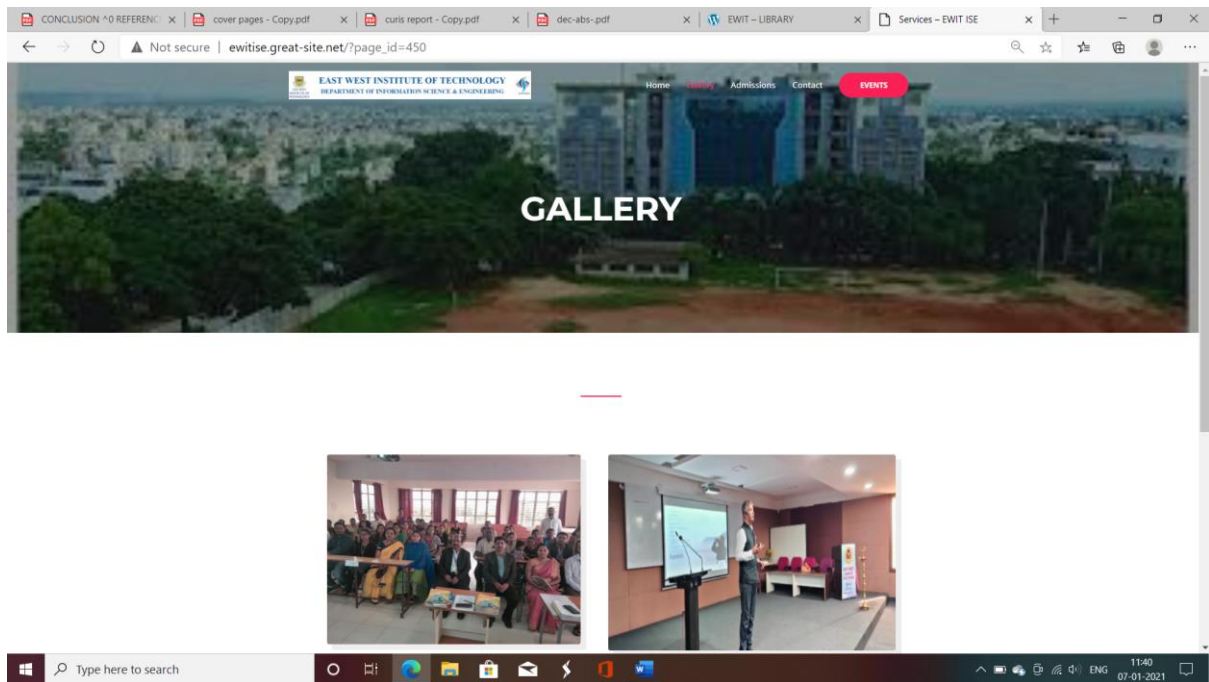 CONCLUSION ^0 REFERENC
cover pages - Copy.pdf
curis report - Copy.pdf
dec-abs-.pdf
EWIT – LIBRARY
Services – EWIT ISE
Not secure | ewitise.great-site.net/?page_id=450
EAST WEST INSTITUTE OF TECHNOLOGY
DEPARTMENT OF INFORMATION SCIENCE & ENGINEERING
Home Gallery Admissions Contact EVENTS
GALLERY
Type here to search
ENG
11:40
07-01-2021